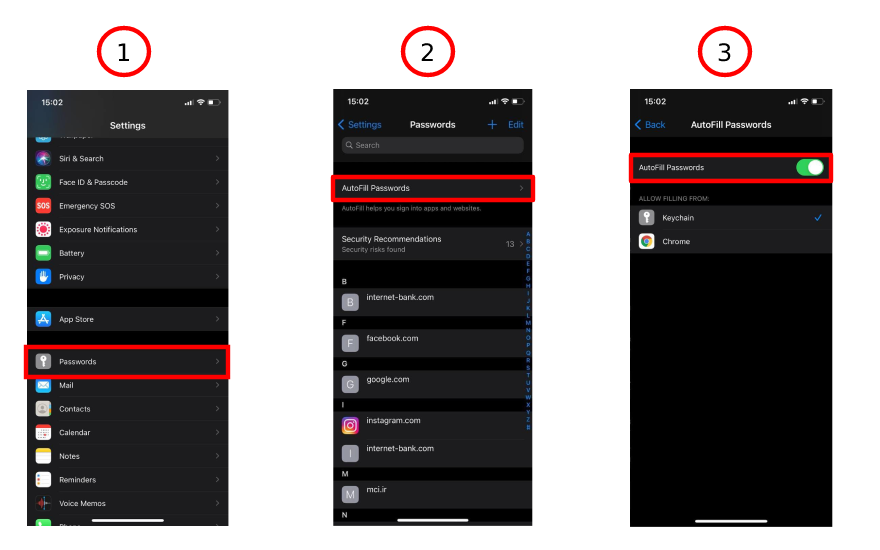 1
15:02
Settings
Siri & Search
Face ID & Passcode
SOS Emergency SOS
Exposure Notifications
Battery
Privacy
App Store
Passwords
Mail
Contacts
Calendar
Notes
Reminders
Voice Memos
2
15:02
Settings Passwords + Edit
Search
AutoFill Passwords
AutoFill helps you sign into apps and websites.
Security Recommendations 13
Security risks found
B
B internet-bank.com
F
F facebook.com
G
G google.com
I
instagram.com
I internet-bank.com
M
M mci.ir
N
A
B
C
D
E
F
G
H
I
J
K
L
M
N
O
P
Q
R
S
T
U
V
W
X
Y
Z
#
3
15:02
Back AutoFill Passwords
AutoFill Passwords
ALLOW FILLING FROM:
Keychain
Chrome